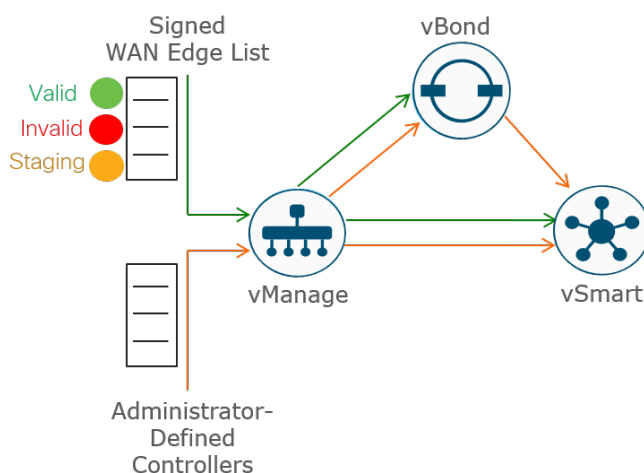 Signed
WAN Edge List
vBond
Valid
Invalid
Staging
vManage
vSmart
Administrator-
Defined
Controllers